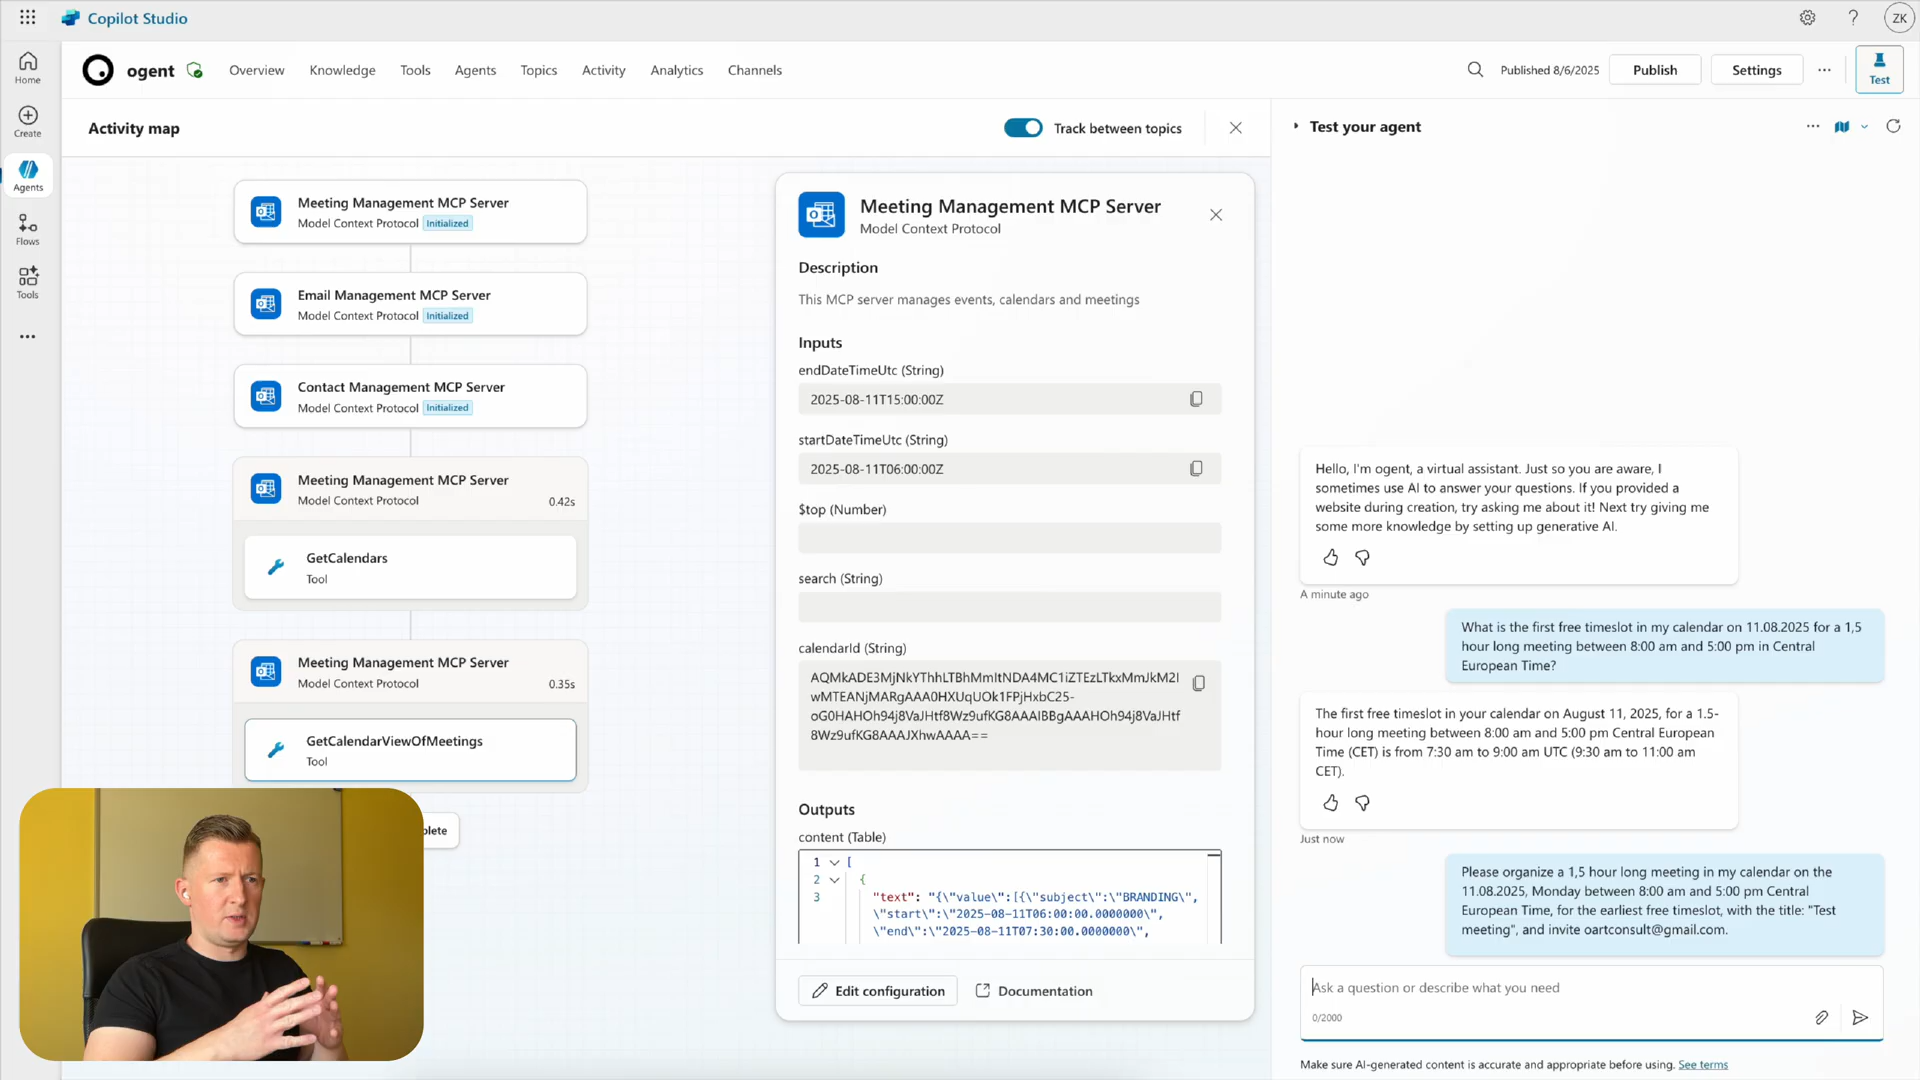 Copilot Studio
ZK
Home
Create
Agents
Flows
Tools
ogent
Overview
Knowledge
Tools
Agents
Topics
Activity
Analytics
Channels
Published 8/6/2025
Publish
Settings
Test
Activity map
Track between topics
Meeting Management MCP Server
Model Context Protocol Initialized
Email Management MCP Server
Model Context Protocol Initialized
Contact Management MCP Server
Model Context Protocol Initialized
Meeting Management MCP Server
Model Context Protocol
0.42s
GetCalendars
Tool
Meeting Management MCP Server
Model Context Protocol
0.35s
GetCalendarViewOfMeetings
Tool
plete
Meeting Management MCP Server
Model Context Protocol
Description
This MCP server manages events, calendars and meetings
Inputs
endDateTimeUtc (String)
2025-08-11T15:00:00Z
startDateTimeUtc (String)
2025-08-11T06:00:00Z
$top (Number)
search (String)
calendarId (String)
Outputs
content (Table)
1 [
2 {
3 "text": "{\"value\":[{\"subject\":\"BRANDING\",
\"start\":\"2025-08-11T06:00:00.0000000\",
\"end\":\"2025-08-11T07:30:00.0000000\",
Edit configuration
Documentation
Test your agent
Hello, I'm ogent, a virtual assistant. Just so you are aware, I
sometimes use AI to answer your questions. If you provided a
website during creation, try asking me about it! Next try giving me
some more knowledge by setting up generative AI.
A minute ago
What is the first free timeslot in my calendar on 11.08.2025 for a 1,5
hour long meeting between 8:00 am and 5:00 pm in Central
European Time?
The first free timeslot in your calendar on August 11, 2025, for a 1.5-
hour long meeting between 8:00 am and 5:00 pm Central European
Time (CET) is from 7:30 am to 9:00 am UTC (9:30 am to 11:00 am
CET).
Just now
Please organize a 1,5 hour long meeting in my calendar on the
11.08.2025, Monday between 8:00 am and 5:00 pm Central
European Time, for the earliest free timeslot, with the title: "Test
meeting", and invite oartconsult@gmail.com.
Ask a question or describe what you need
0/2000
Make sure AI-generated content is accurate and appropriate before using. See terms